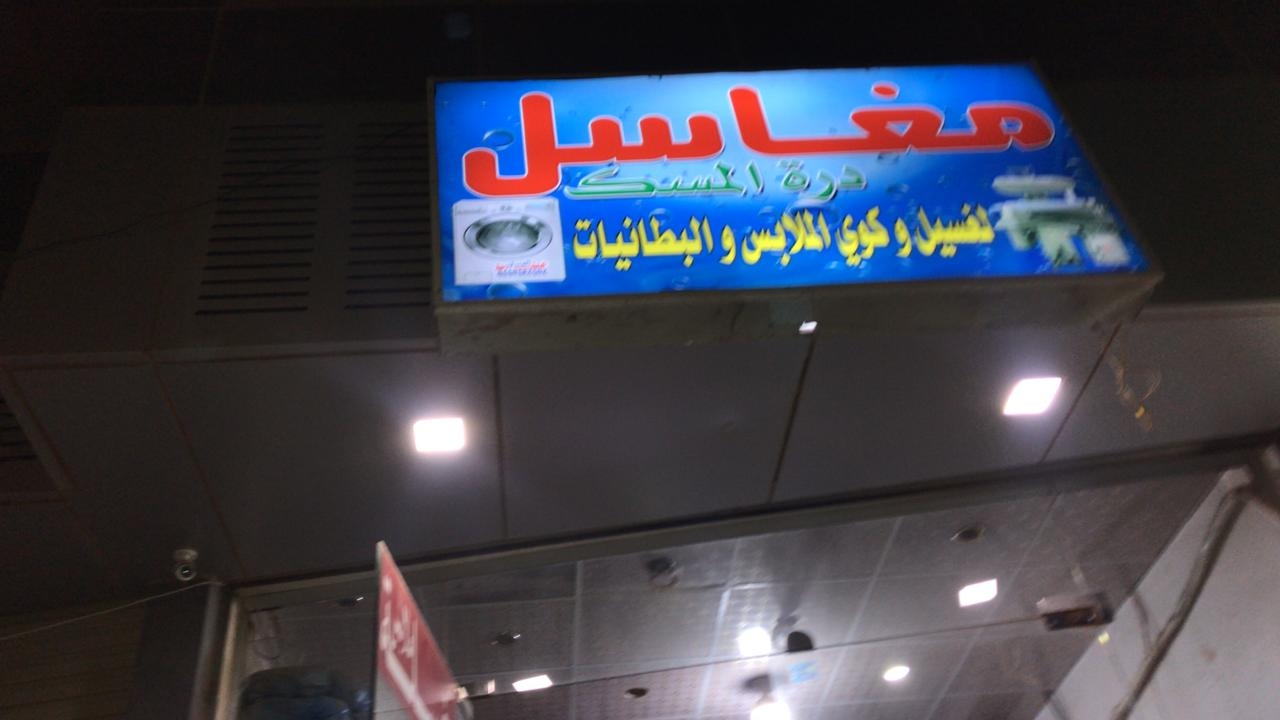 مغاسل
درة المسك
لغسيل و كوي الملابس و البطانيات